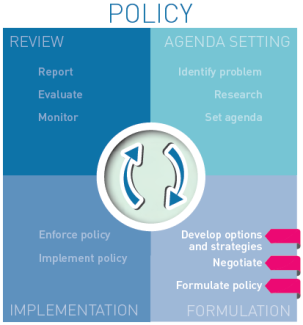 POLICY
REVIEW
Report
Evaluate
Monitor
AGENDA SETTING
Identify problem
Research
Set agenda
Enforce policy
Implement policy
IMPLEMENTATION
Develop options
and strategies
Negotiate
Formulate policy
FORMULATION